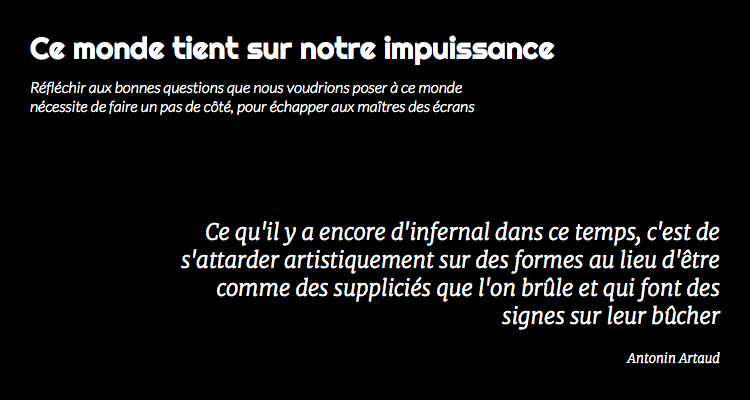 Ce monde tient sur notre impuissance
Réfléchir aux bonnes questions que nous voudrions poser à ce monde
nécessite de faire un pas de côté, pour échapper aux maîtres des écrans
Ce qu'il y a encore d'infernal dans ce temps, c'est de
s'attarder artistiquement sur des formes au lieu d'être
comme des suppliciés que l'on brûle et qui font des
signes sur leur bûcher
Antonin Artaud